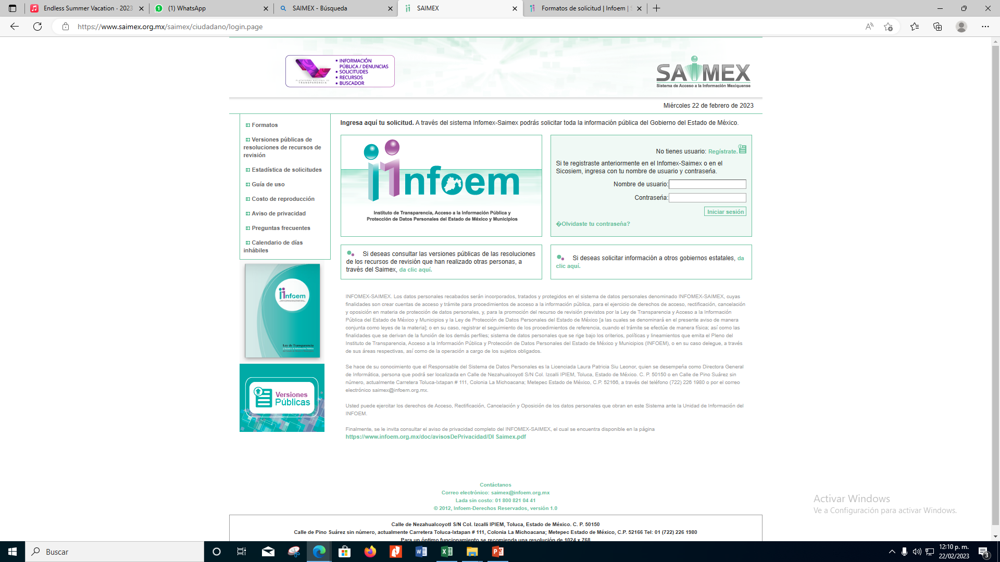 Endless Summer Vacation · 2023
(1) WhatsApp
SAIMEX - Búsqueda
SAIMEX
Formatos de solicitud | Infoem |
https://www.saimex.org.mx/saimex/ciudadano/login.page
PLATAFORMA NACIONAL DE
TRANSPARENCIA
INFORMACIÓN
PÚBLICA / DENUNCIAS
SOLICITUDES
RECURSOS
BUSCADOR
SAIMEX
Sistema de Acceso a la Información Mexiquense
Miércoles 22 de febrero de 2023
Formatos
Versiones públicas de
resoluciones de recursos de
revisión
Estadística de solicitudes
Guía de uso
Costo de reproducción
Aviso de privacidad
Preguntas frecuentes
Calendario de días
inhábiles
infoem
Ley de Transparencia
Versiones
Públicas
Ingresa aquí tu solicitud. A través del sistema Infomex-Saimex podrás solicitar toda la información pública del Gobierno del Estado de México.
infoem
Instituto de Transparencia, Acceso a la Información Pública y
Protección de Datos Personales del Estado de México y Municipios
No tienes usuario: Regístrate.
Si te registraste anteriormente en el Infomex-Saimex o en el
Sicosiem, ingresa con tu nombre de usuario y contraseńa.
Nombre de usuario:
Contraseńa:
Iniciar sesión
�Olvidaste tu contraseńa?
Si deseas consultar las versiones públicas de las resoluciones
de los recursos de revisión que han realizado otras personas, a
través del Saimex, da clic aquí.
Si deseas solicitar información a otros gobiernos estatales, da
clic aquí.
INFOMEX-SAIMEX. Los datos personales recabados serán incorporados, tratados y protegidos en el sistema de datos personales denominado INFOMEX-SAIMEX, cuyas
finalidades son crear cuentas de acceso y trámite para procedimientos de acceso a la información pública, para el ejercicio de derechos de acceso, rectificación, cancelación
y oposición en materia de protección de datos personales, y, para la promoción del recurso de revisión previstos por la Ley de Transparencia y Acceso a la Información
Pública del Estado de México y Municipios y la Ley de Protección de Datos Personales del Estado de México [a las cuales se denominará en el presente aviso de manera
conjunta como leyes de la materia]; o en su caso, registrar el seguimiento de los procedimientos de referencia, cuando el trámite se efectúe de manera física; así como las
finalidades que se derivan de la función de los demás perfiles; sistema de datos personales que se rige bajo los criterios, políticas y lineamientos que emita el Pleno del
Instituto de Transparencia, Acceso a la Información Pública y Protección de Datos Personales del Estado de México y Municipios (INFOEM), o en su caso delegue, a través
de sus áreas respectivas, así como de la operación a cargo de los sujetos obligados.
Se hace de su conocimiento que el Responsable del Sistema de Datos Personales es la Licenciada Laura Patricia Siu Leonor, quien se desempeńa como Directora General
de Informática, persona que podrá ser localizada en Calle de Nezahualcoyotl S/N Col. Izcalli IPIEM, Toluca, Estado de México. C. P. 50150 o en Calle de Pino Suárez sin
número, actualmente Carretera Toluca-Ixtapan # 111, Colonia La Michoacana; Metepec Estado de México, C.P. 52166, a través del teléfono (722) 226 1980 o por el correo
electrónico saimex@infoem.org.mx.
Usted puede ejercitar los derechos de Acceso, Rectificación, Cancelación y Oposición de los datos personales que obran en este Sistema ante la Unidad de Información del
INFOEM.
Finalmente, se le invita consultar el aviso de privacidad completo del INFOMEX-SAIMEX, el cual se encuentra disponible en la página
https://www.infoem.org.mx/doc/avisosDePrivacidad/DI Saimex.pdf
Contáctanos
Correo electrónico: saimex@infoem.org.mx
Lada sin costo: 01 800 821 04 41
© 2012, Infoem-Derechos Reservados, versión 1.0
Calle de Nezahualcoyotl S/N Col. Izcalli IPIEM, Toluca, Estado de México. C. P. 50150
Calle de Pino Suárez sin número, actualmente Carretera Toluca-Ixtapan # 111, Colonia La Michoacana; Metepec Estado de México, C.P. 52166 Tel: 01 (722) 226 1980
Para un óptimo funcionamiento se recomienda una resolución de 1024 x 768
Activar Windows
Ve a Configuración para activar Windows.
Buscar
12:10 p. m.
22/02/2023
3